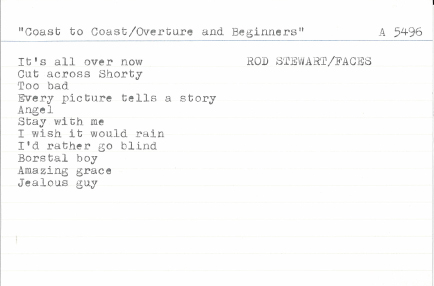 "Coast to Coast/Overture and Beginners" A 5496
It's all over now ROD STEWART/FACES
Cut across Shorty
Too bad
Every picture tells a story
Angel
Stay with me
I wish it would rain
I'd rather go blind
Borstal boy
Amazing grace
Jealous guy